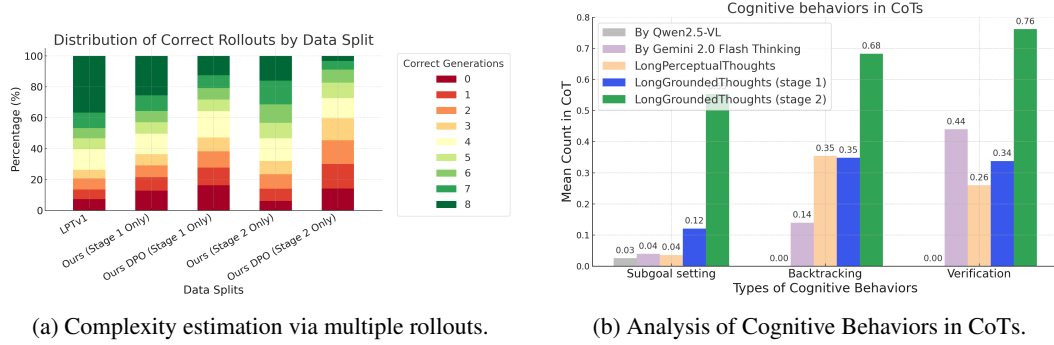 Distribution of Correct Rollouts by Data Split
Percentage (%)
100
80
60
40
20
0
LPTv1
Ours (Stage 1 Only)
Ours DPO (Stage 1 Only)
Ours (Stage 2 Only)
Ours DPO (Stage 2 Only)
Data Splits
Correct Generations
0
1
2
3
4
5
6
7
8
(a) Complexity estimation via multiple rollouts.
Cognitive behaviors in CoTs
Mean Count in CoT
0.8
0.7
0.6
0.5
0.4
0.3
0.2
0.1
0.0
By Qwen2.5-VL
By Gemini 2.0 Flash Thinking
LongPerceptualThoughts
LongGroundedThoughts (stage 1)
LongGroundedThoughts (stage 2)
0.03
0.04
0.04
0.12
0.00
0.14
0.35
0.35
0.68
0.00
0.44
0.26
0.34
0.76
Subgoal setting
Backtracking
Verification
Types of Cognitive Behaviors
(b) Analysis of Cognitive Behaviors in CoTs.